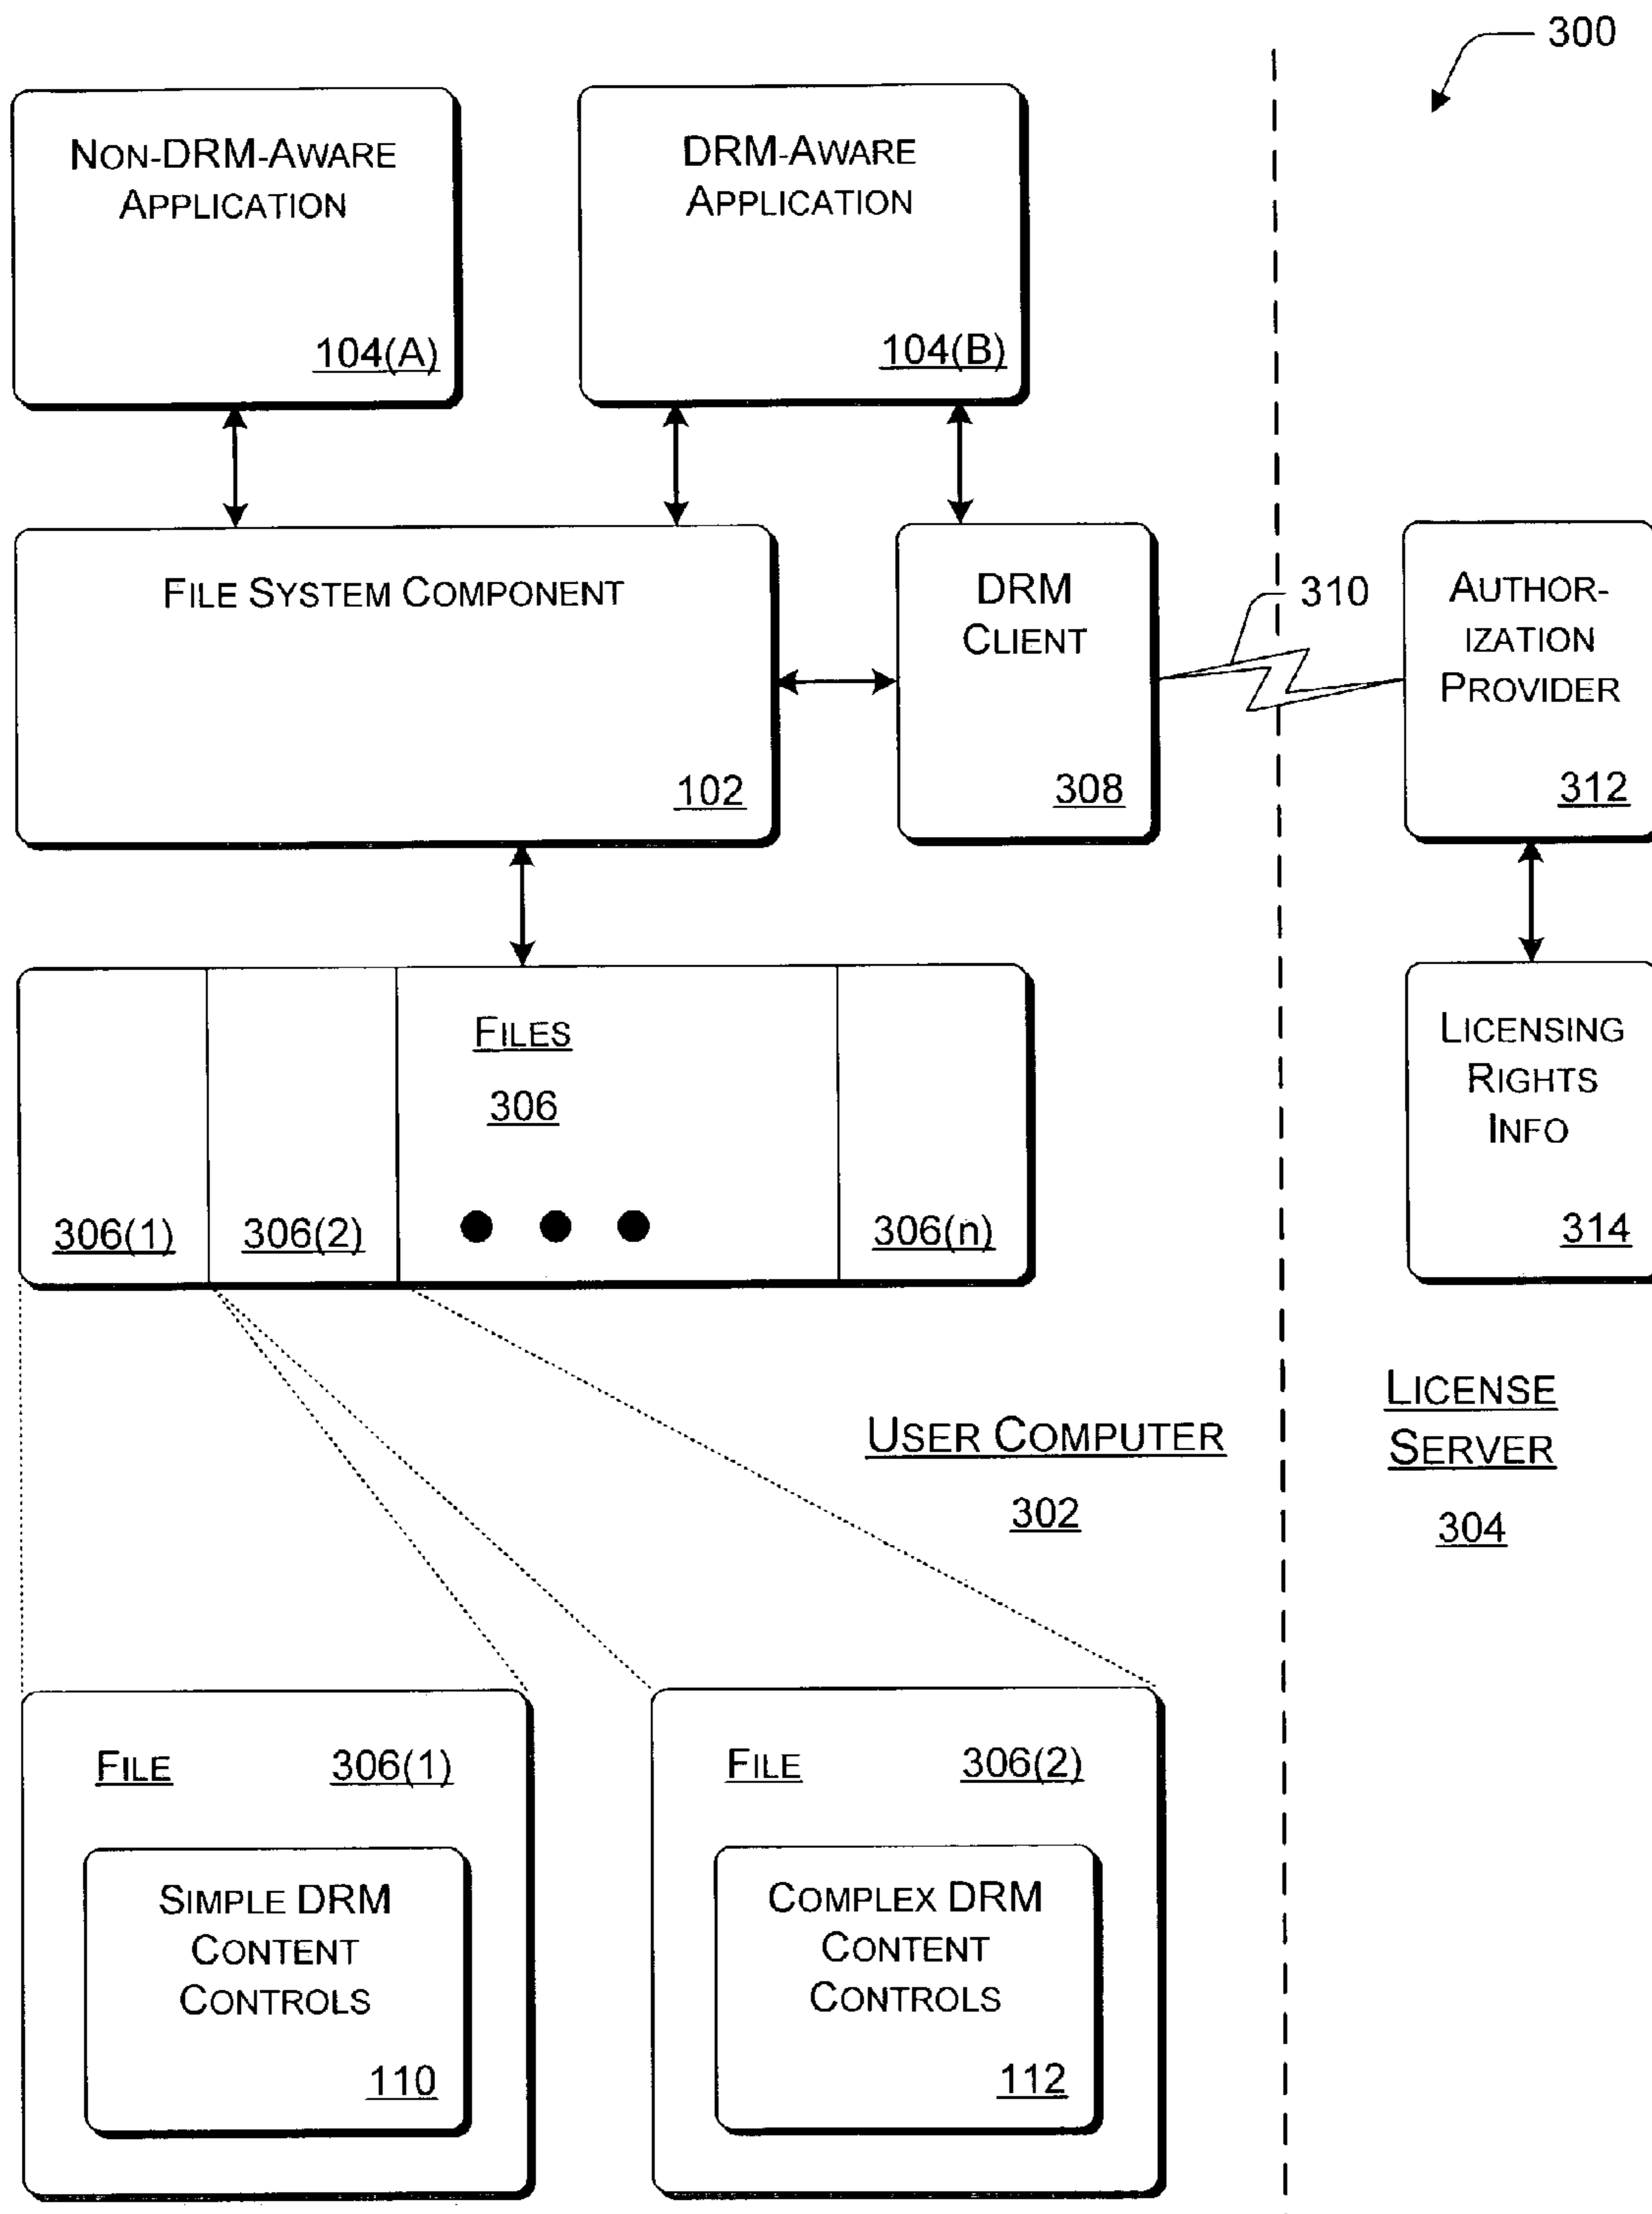 300
NON-DRM-AWARE
APPLICATION
104(A)
DRM-AWARE
APPLICATION
104(B)
FILE SYSTEM COMPONENT
102
DRM
CLIENT
308
310
AUTHOR-
IZATION
PROVIDER
312
FILES
306
306(1)
306(2)
306(n)
LICENSING
RIGHTS
INFO
314
USER COMPUTER
302
LICENSE
SERVER
304
FILE 306(1)
SIMPLE DRM
CONTENT
CONTROLS
110
FILE 306(2)
COMPLEX DRM
CONTENT
CONTROLS
112